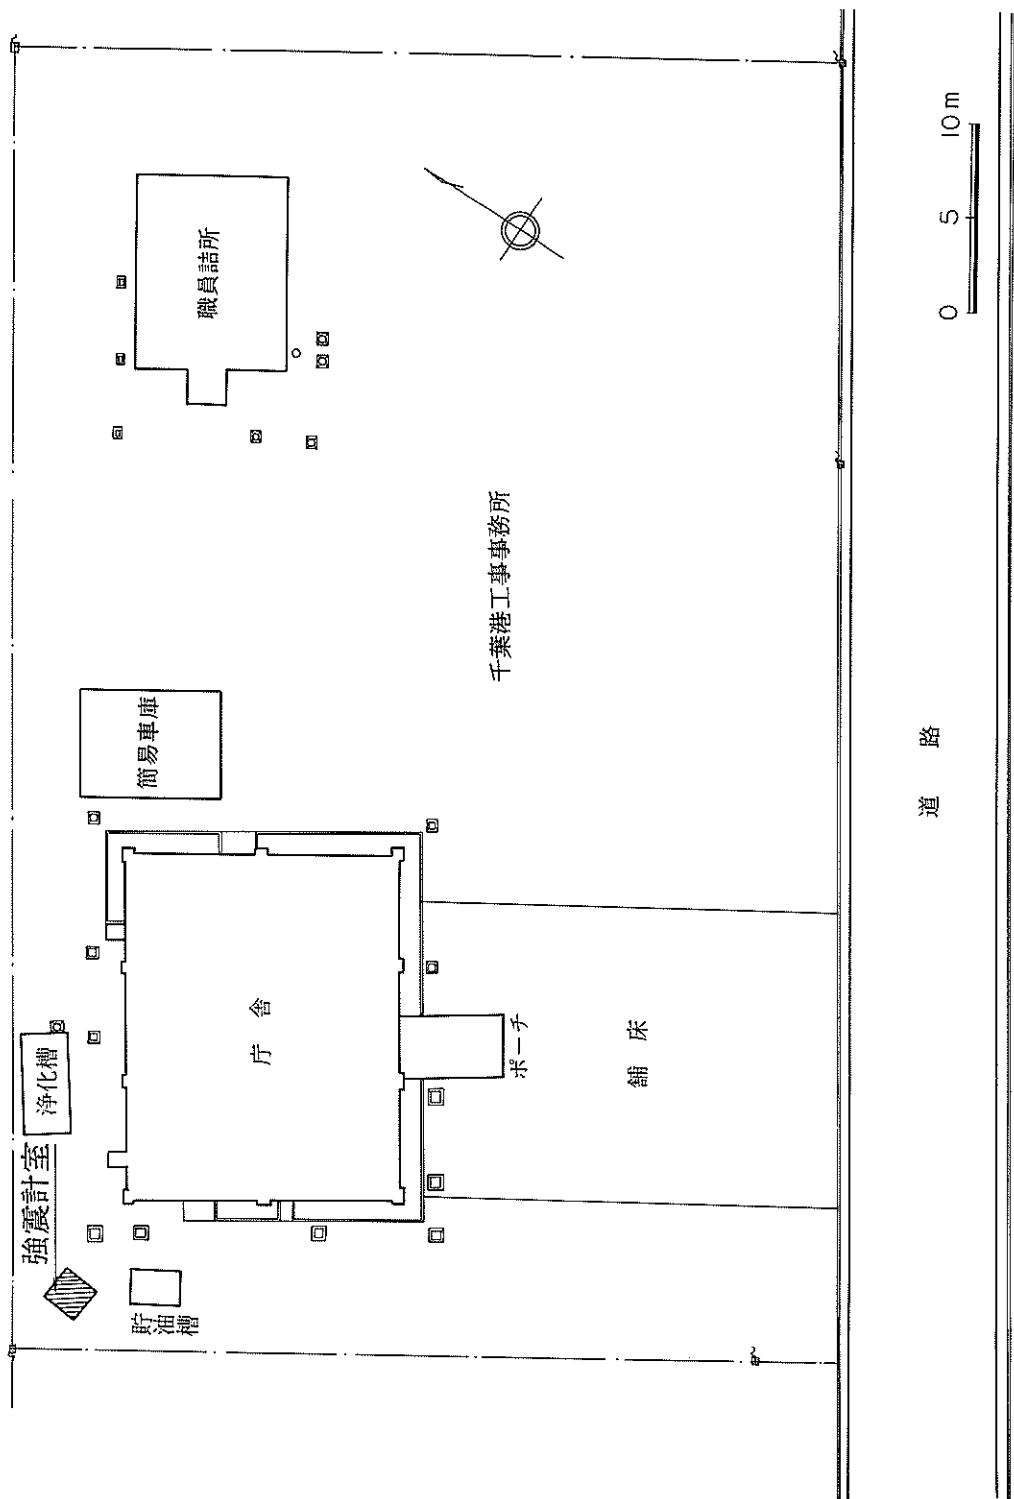 職員詰所
千葉港工事事務所
簡易車庫
庁舎
ポーチ
舗床
浄化槽
強震計室
貯油槽
道路
0 5 10m